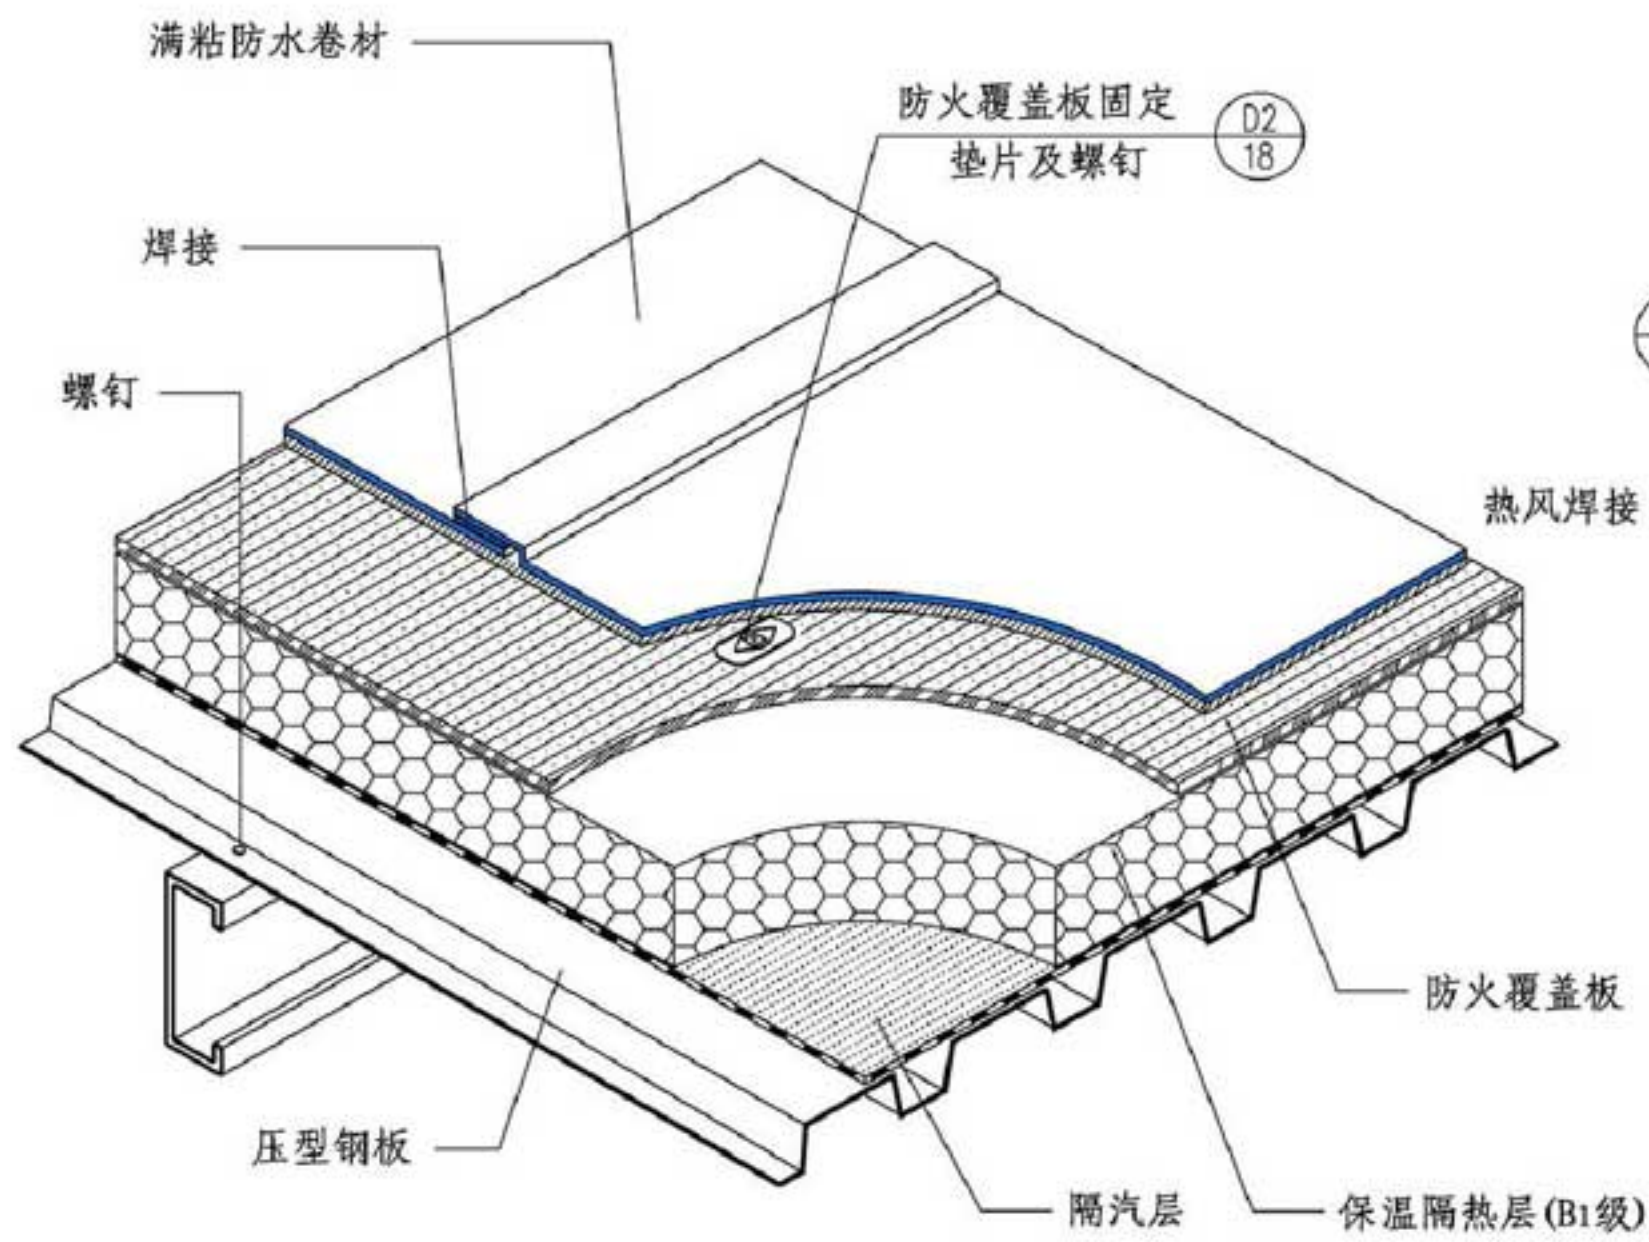 满粘防水卷材
防火覆盖板固定
垫片及螺钉
D2
18
焊接
螺钉
热风焊接
防火覆盖板
压型钢板
隔汽层
保温隔热层(B1级)